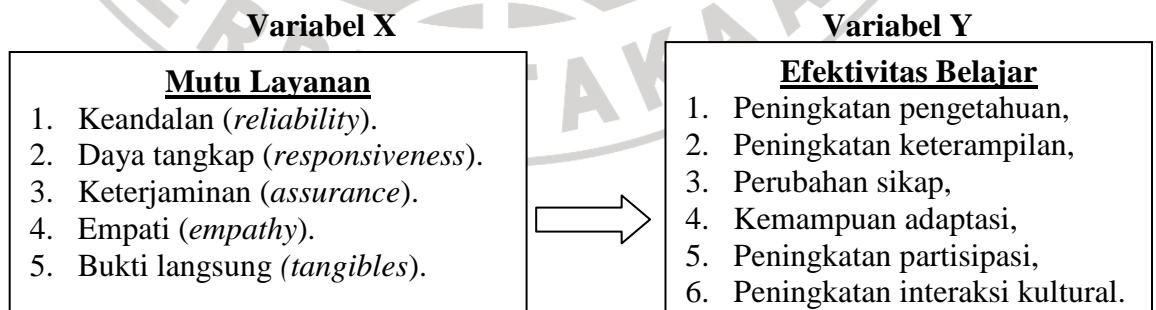 Variabel X
Mutu Layanan
1. Keandalan (reliability).
2. Daya tangkap (responsiveness).
3. Keterjaminan (assurance).
4. Empati (empathy).
5. Bukti langsung (tangibles).
Variabel Y
Efektivitas Belajar
1. Peningkatan pengetahuan,
2. Peningkatan keterampilan,
3. Perubahan sikap,
4. Kemampuan adaptasi,
5. Peningkatan partisipasi,
6. Peningkatan interaksi kultural.